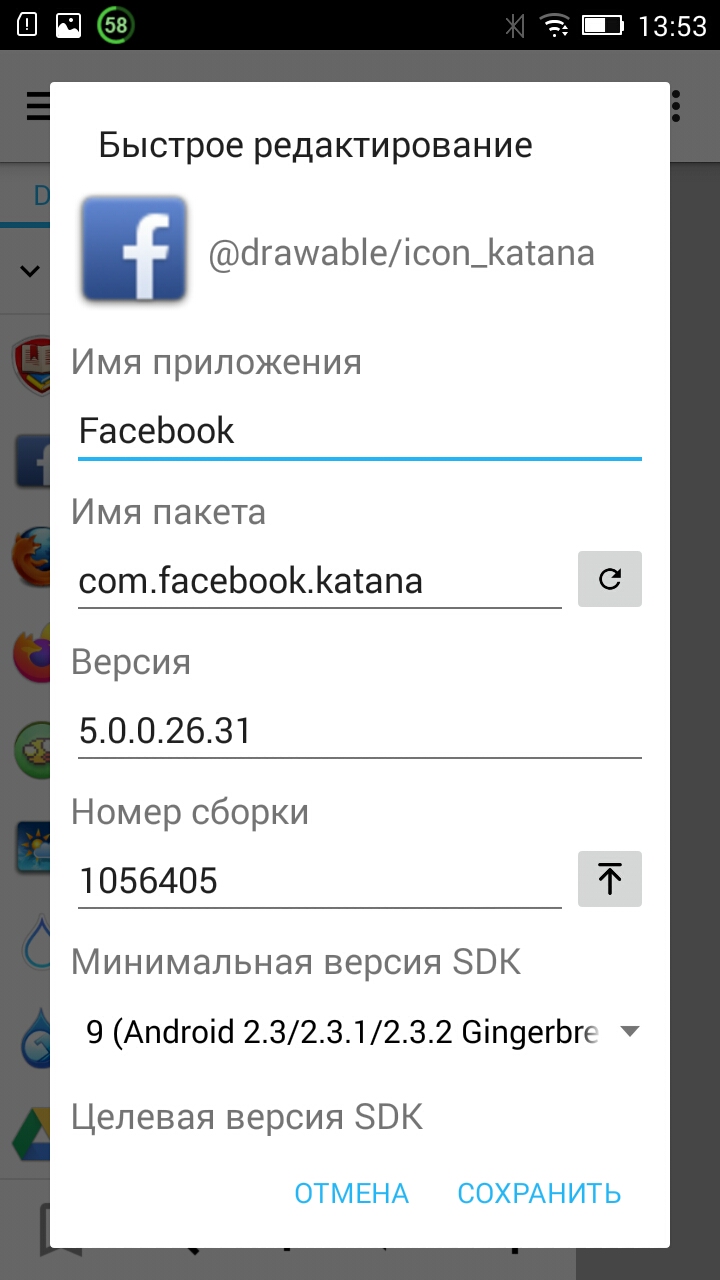 58
13:53
D
Быстрое редактирование
@drawable/icon_katana
Имя приложения
Facebook
Имя пакета
com.facebook.katana
Версия
5.0.0.26.31
Номер сборки
1056405
Минимальная версия SDK
9 (Android 2.3/2.3.1/2.3.2 Gingerbre
Целевая версия SDK
ОТМЕНА СОХРАНИТЬ